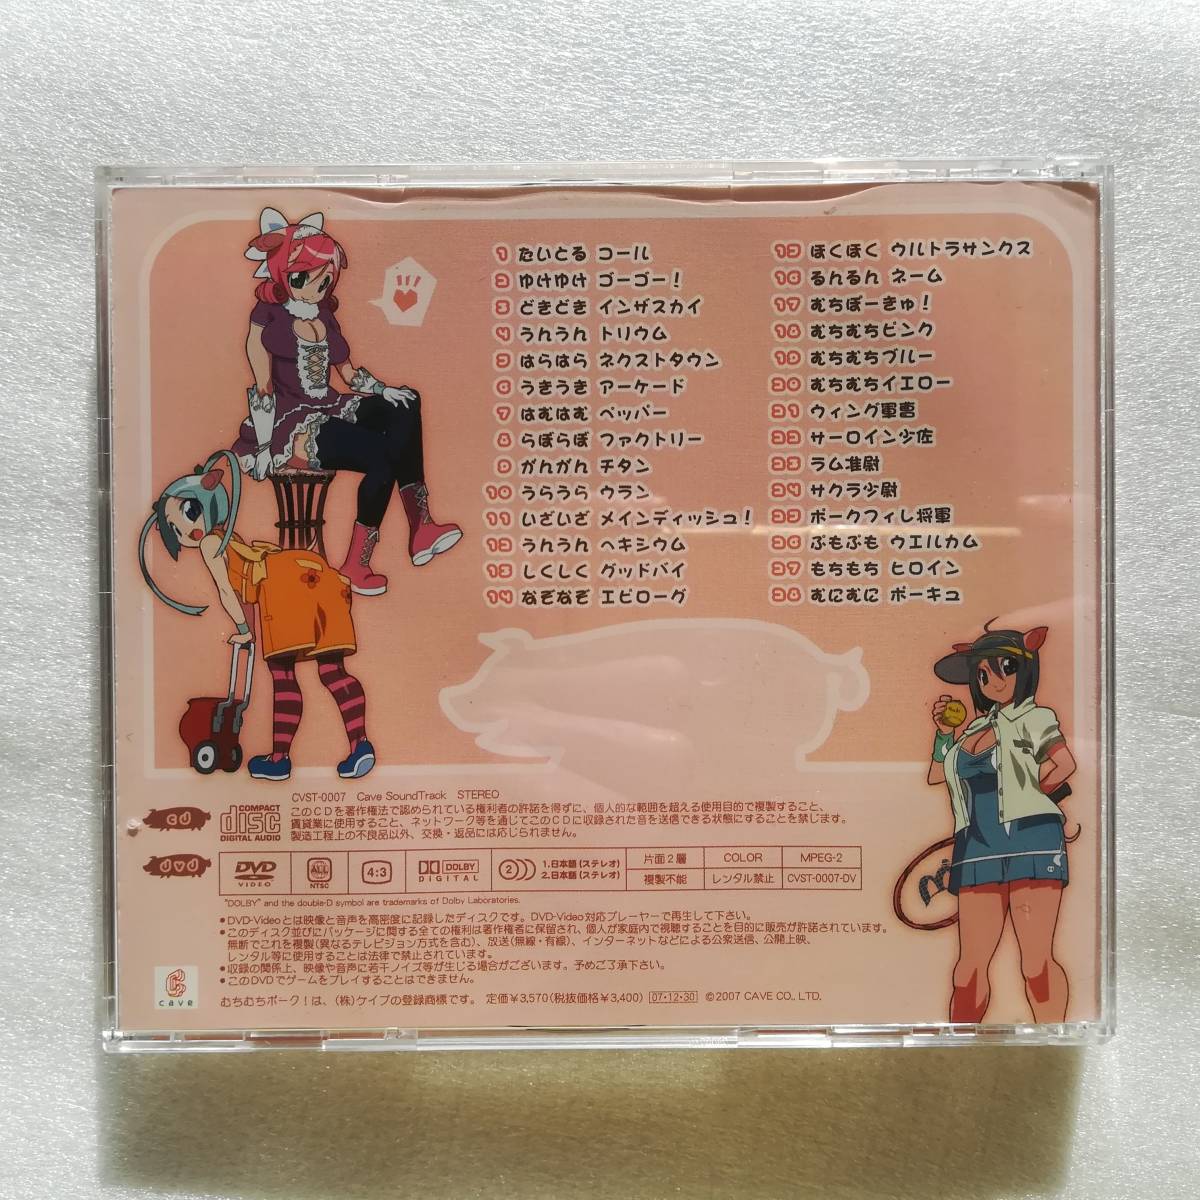 1 たいとる コール
2 ゆけゆけ ゴーゴー!
3 どきどき インザスカイ
4 うんうん トリウム
5 はらはら ネクストタウン
6 うきうき アーケード
7 はむはむ ペッパー
8 らぼらぼ ファクトリー
9 がんがん チタン
10 うらうら ウラン
11 いざいざ メインディッシュ!
12 うんうん ヘキシウム
13 しくしく グッドバイ
14 なぞなぞ エピローグ
15 ほくほく ウルトラサンクス
16 るんるん ネーム
17 むちぽーきゅ!
18 むちむちピンク
19 むちむちブルー
20 むちむちイエロー
21 ウィング軍曹
22 サーロイン少佐
23 ラム准尉
24 サクラ少尉
25 ポークフィレ将軍
26 ぷもぷも ウエルカム
27 もちもち ヒロイン
28 むにむに ポーキュ
CVST-0007 Cave SoundTrack STEREO
cd
COMPACT
disc
DIGITAL AUDIO
このCDを著作権法で認められている権利者の許諾を得ずに、個人的な範囲を超える使用目的で複製すること、
賃貸業に使用すること、ネットワーク等を通じてこのCDに収録された音を送信できる状態にすることを禁じます。
製造工程上の不良品以外、交換・返品には応じられません。
dvd
DVD
VIDEO
ALL
NTSC
4:3
DOLBY
DIGITAL
2
1.日本語(ステレオ)
2.日本語(ステレオ)
片面2層
COLOR
MPEG-2
複製不能
レンタル禁止
CVST-0007-DV
"DOLBY" and the double-D symbol are trademarks of Dolby Laboratories.
●DVD-Videoとは映像と音声を高密度に記録したディスクです。DVD-Video対応プレーヤーで再生して下さい。
●このディスク並びにパッケージに関する全ての権利は著作権者に保留され、個人が家庭内で視聴することを目的に販売が許諾されています。
無断でこれを複製(異なるテレビジョン方式を含む)、放送(無線・有線)、インターネットなどによる公衆送信、公開上映、
レンタル等に使用することは法律で禁止されています。
●収録の関係上、映像や音声に若干ノイズ等が生じる場合がございます。予めご了承下さい。
●このDVDでゲームをプレイすることはできません。
cave
むちむちポーク!は、(株)ケイブの登録商標です。 定価¥3,570(税抜価格¥3,400) 07・12・30 ©2007 CAVE CO., LTD.